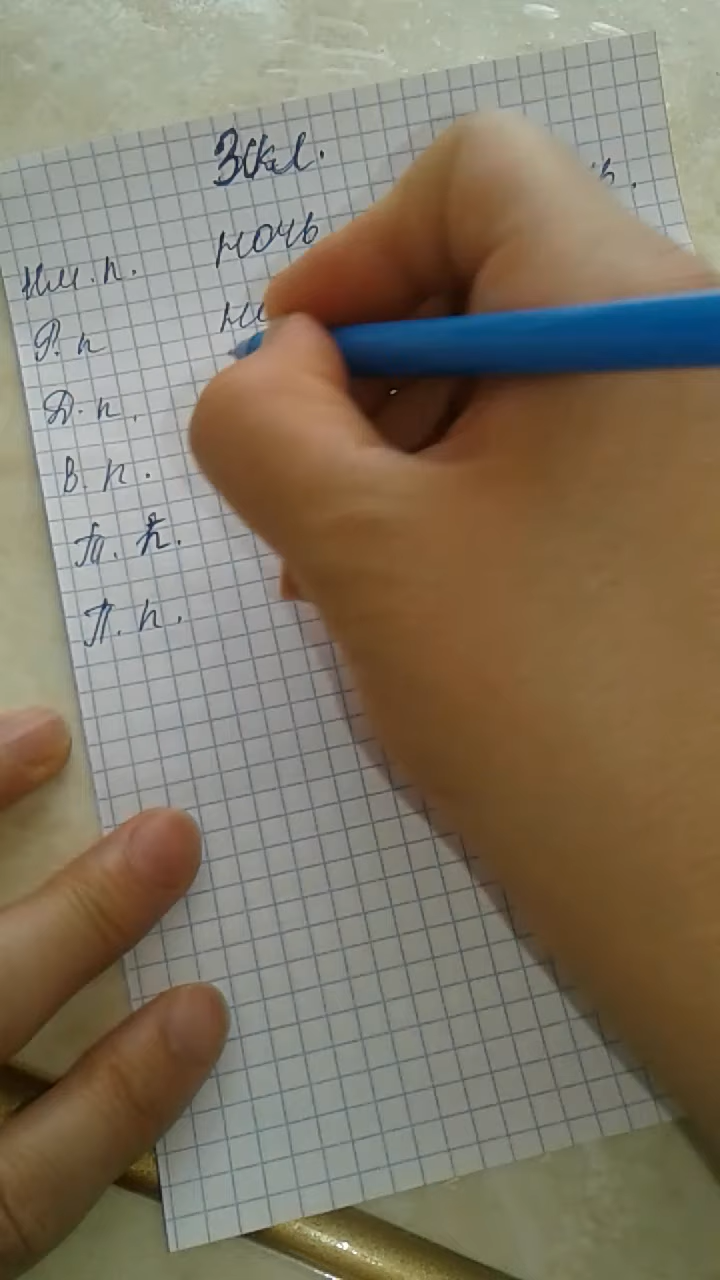 3 скл.
Им. п. ночь
Р. п
Д. п.
В. п.
Т. п.
П. п.